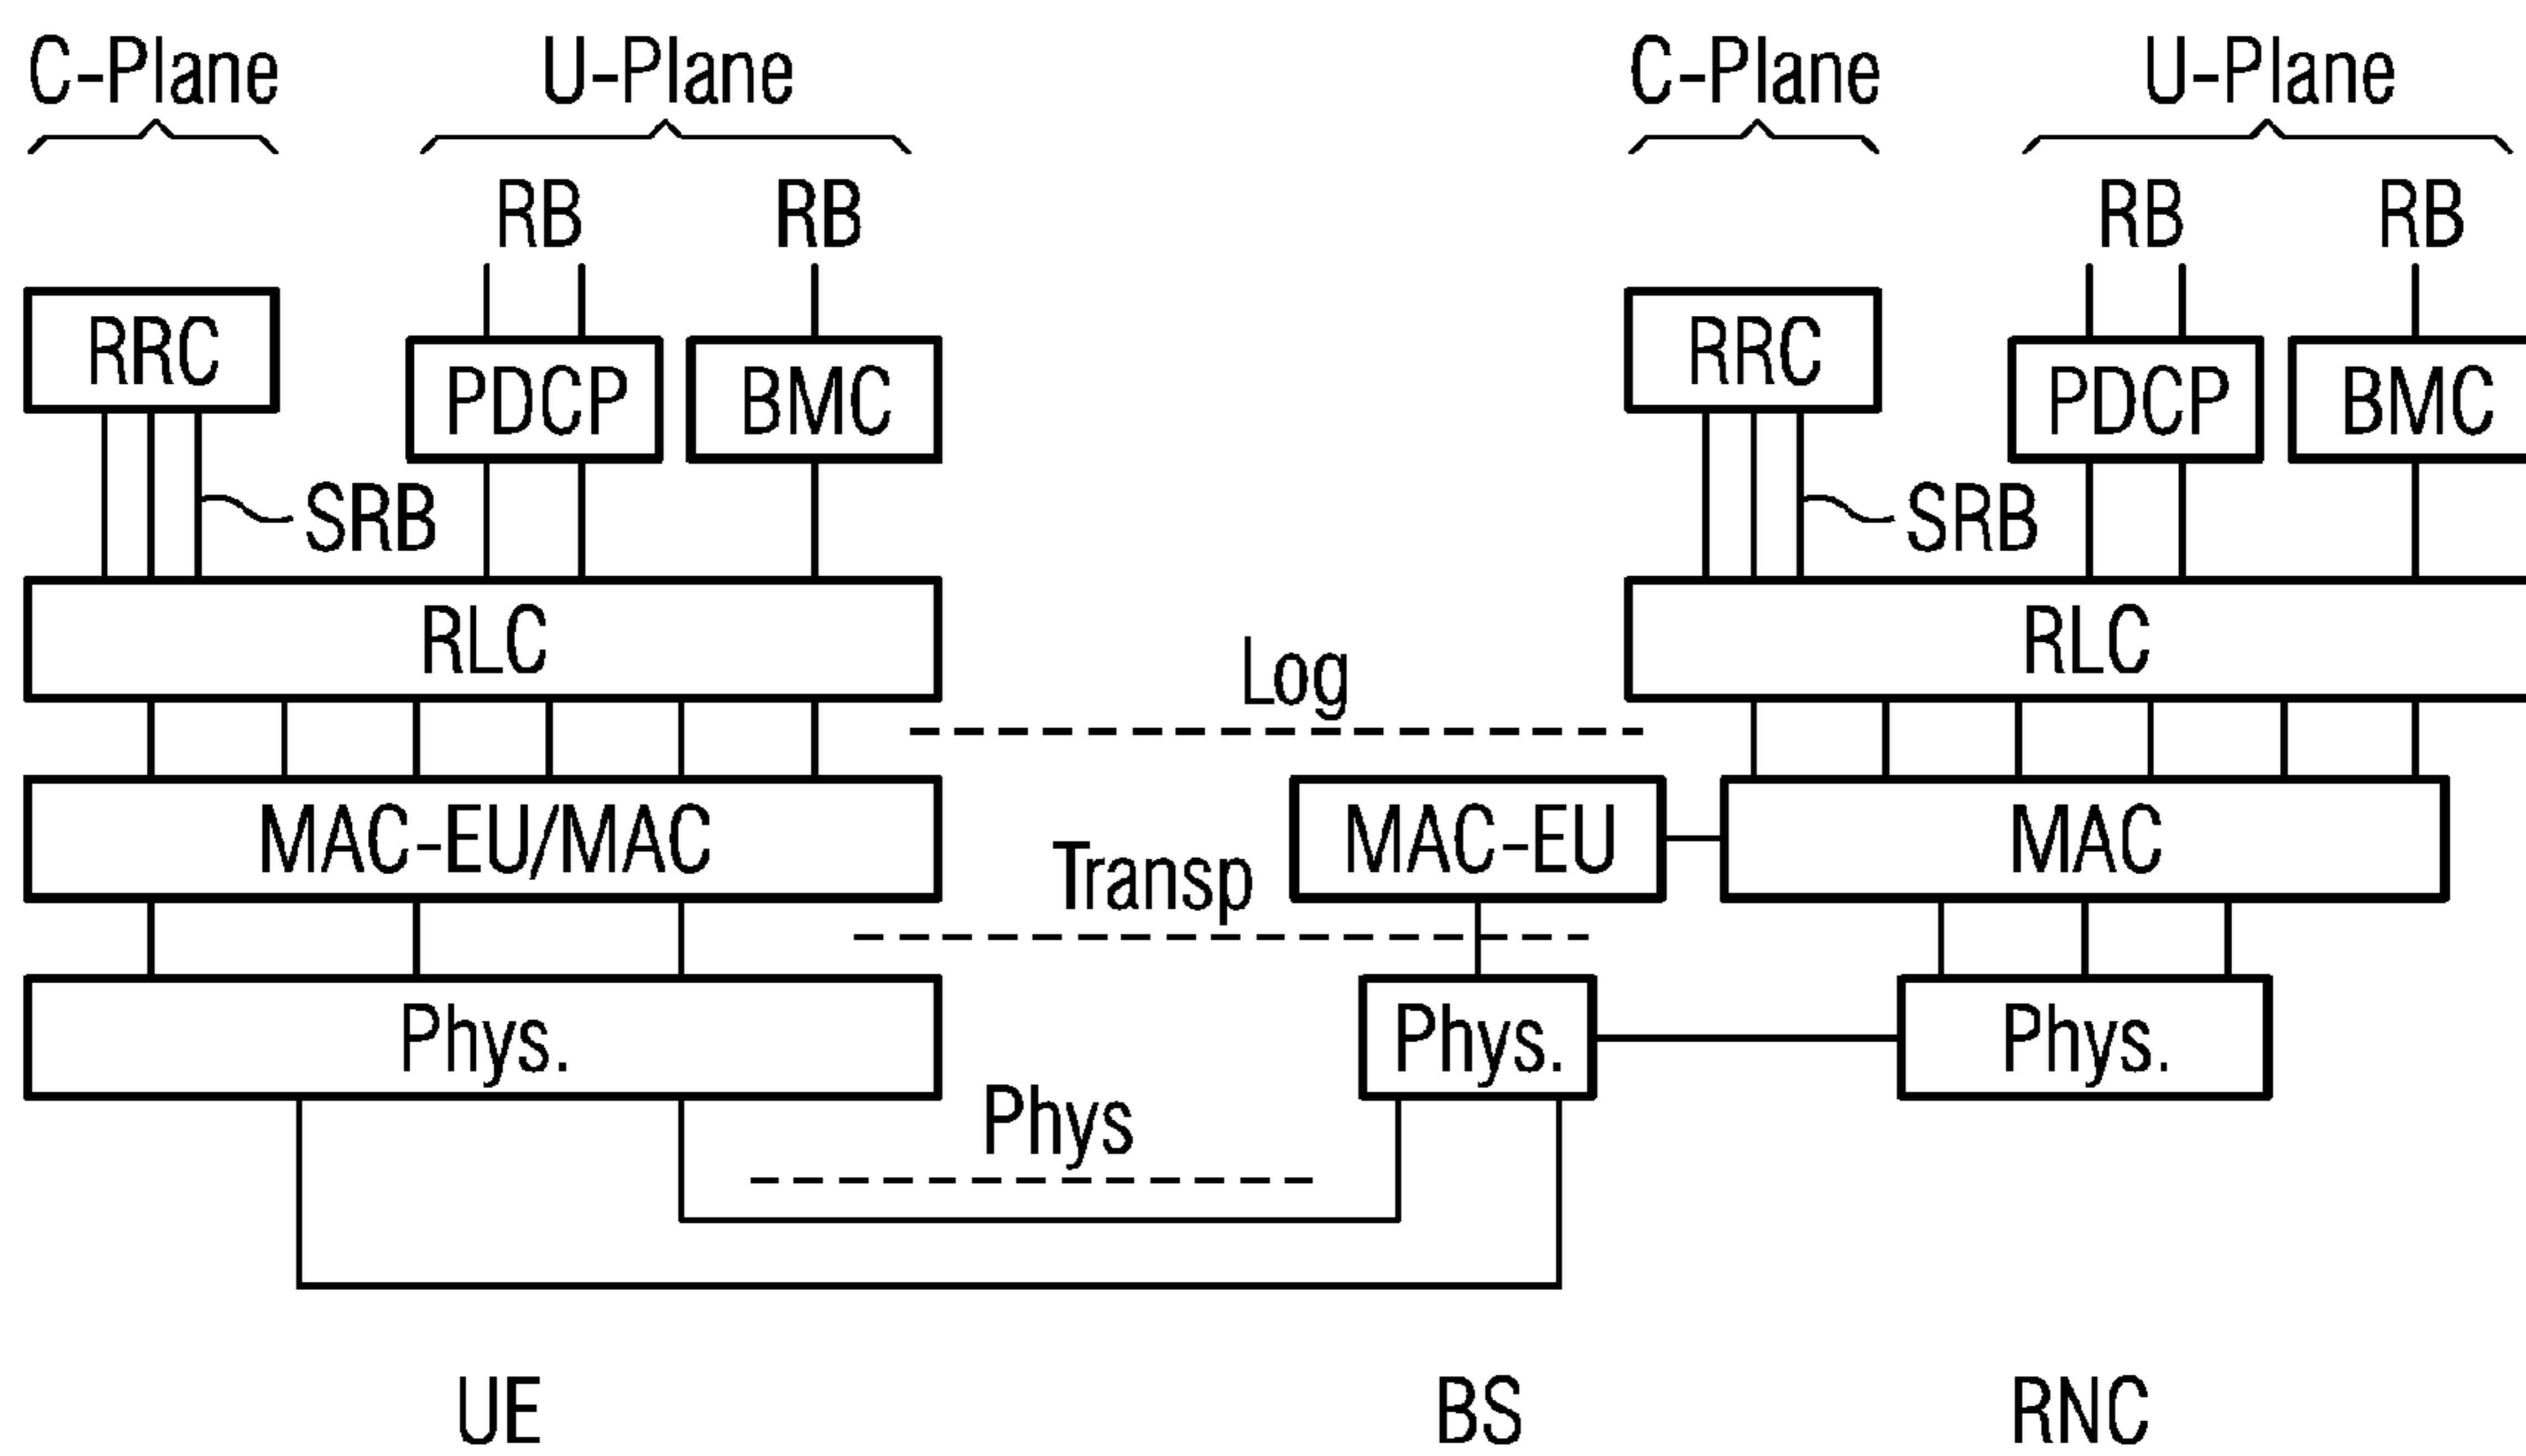 C-Plane U-Plane C-Plane U-Plane
RB RB RB RB
RRC PDCP BMC RRC PDCP BMC
SRB SRB
RLC RLC
Log
MAC-EU/MAC MAC-EU MAC
Transp
Phys. Phys. Phys.
Phys
UE BS RNC